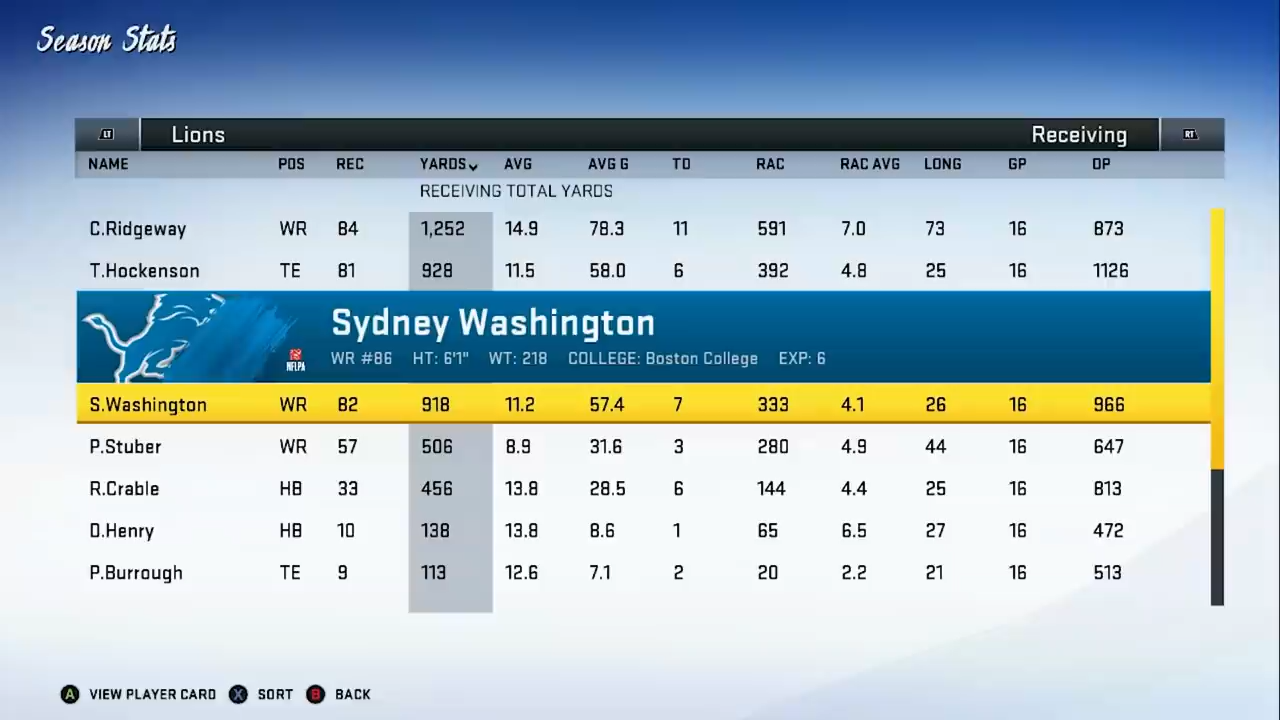 Season Stats
LT Lions Receiving RT
NAME POS REC YARDS AVG AVG G TD RAC RAC AVG LONG GP DP
RECEIVING TOTAL YARDS
C.Ridgeway WR 84 1,252 14.9 78.3 11 591 7.0 73 16 873
T.Hockenson TE 81 928 11.5 58.0 6 392 4.8 25 16 1126
Sydney Washington
NFLPA WR #86 HT: 6'1" WT: 218 COLLEGE: Boston College EXP: 6
S.Washington WR 82 918 11.2 57.4 7 333 4.1 26 16 966
P.Stuber WR 57 506 8.9 31.6 3 280 4.9 44 16 647
R.Crable HB 33 456 13.8 28.5 6 144 4.4 25 16 813
D.Henry HB 10 138 13.8 8.6 1 65 6.5 27 16 472
P.Burrough TE 9 113 12.6 7.1 2 20 2.2 21 16 513
A VIEW PLAYER CARD X SORT B BACK